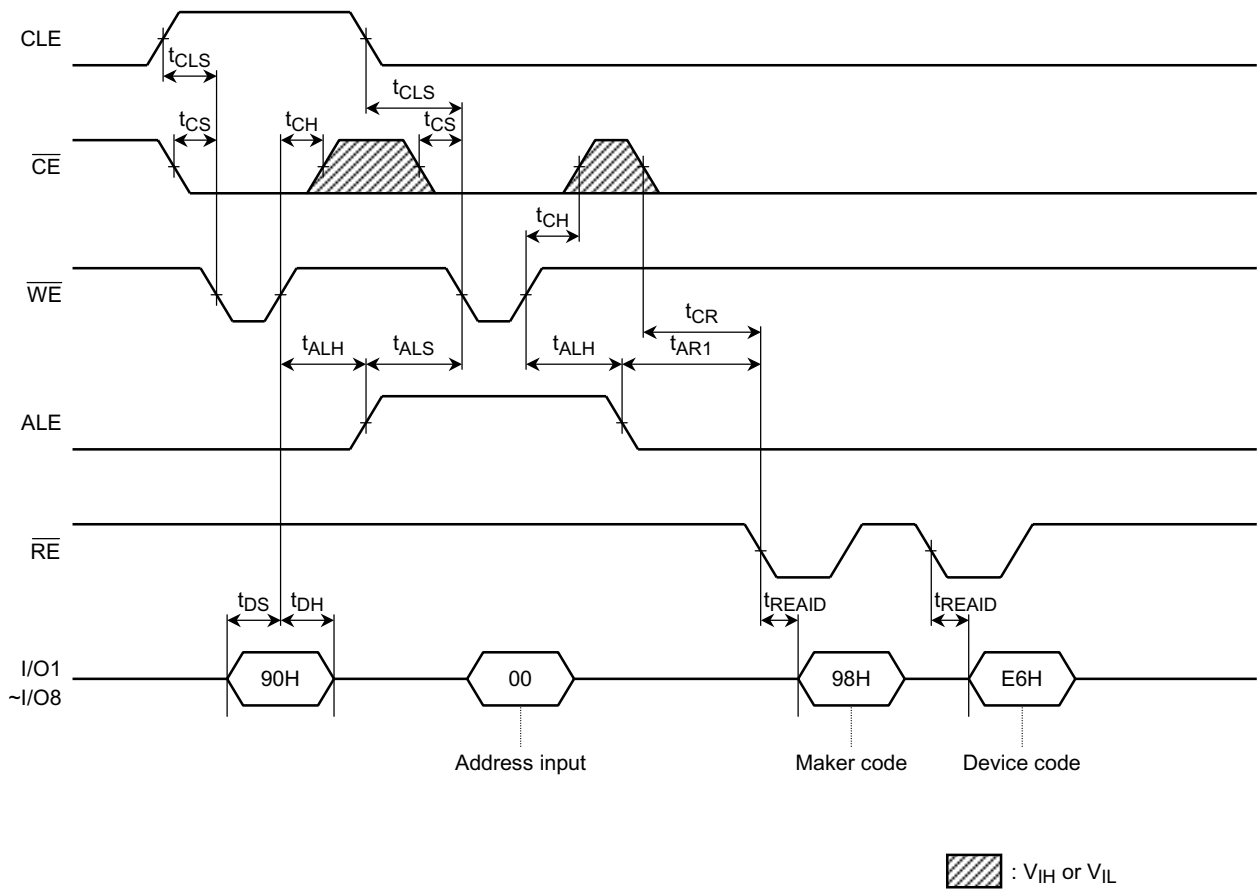 CLE
tCLS
tCLS
tCS
tCH
tCS
CE
tCH
WE
tCR
tALH
tALS
tALH
tAR1
ALE
RE
tDS
tDH
tREAID
tREAID
I/O1
~I/O8
90H
00
98H
E6H
Address input
Maker code
Device code
: VIH or VIL